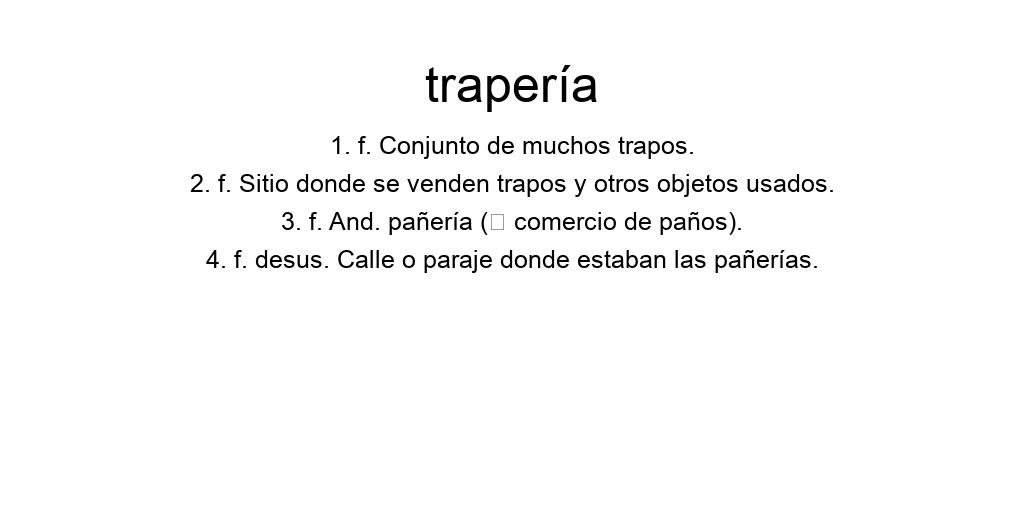 trapería
1. f. Conjunto de muchos trapos.
2. f. Sitio donde se venden trapos y otros objetos usados.
3. f. And. pañería (□ comercio de paños).
4. f. desus. Calle o paraje donde estaban las pañerías.